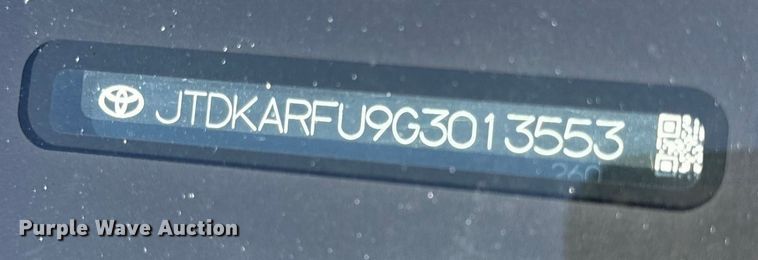 JTDKARFU9G3013553
Purple Wave Auction